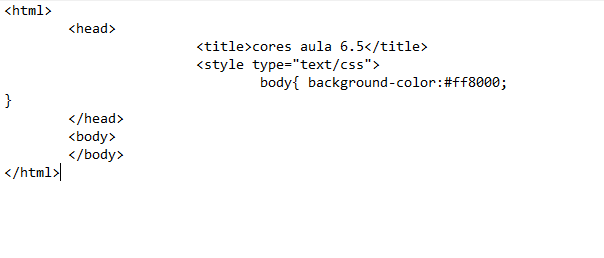 <html>
<head>
<title>cores aula 6.5</title>
<style type="text/css">
body{ background-color:#ff8000;
}
</head>
<body>
</body>
</html>